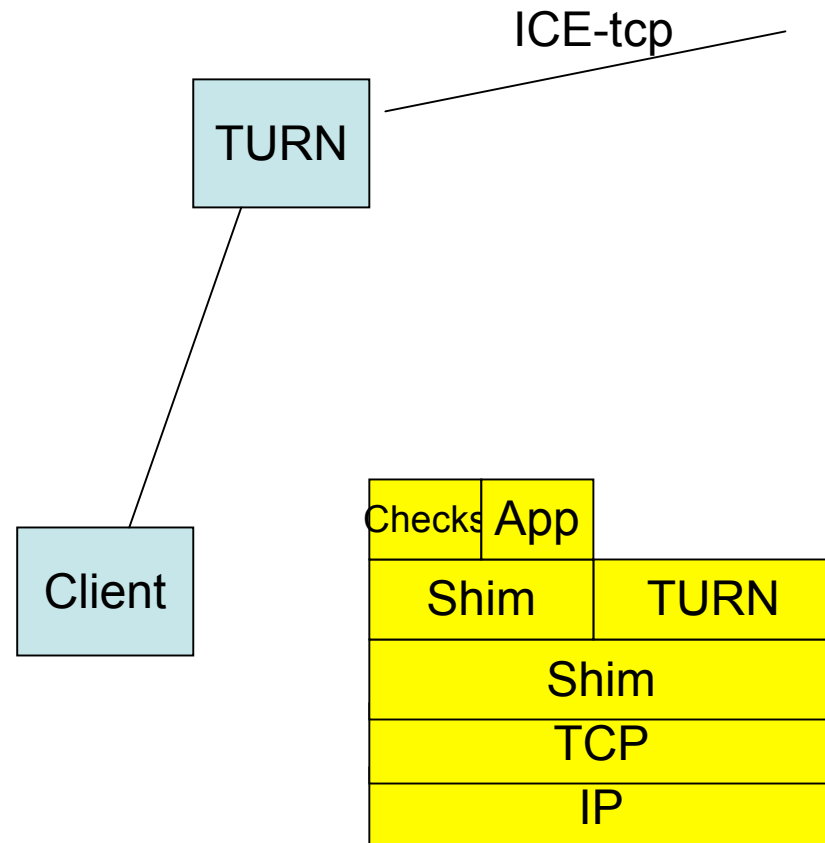 ICE-tcp
TURN
Client
Checks App
Shim TURN
Shim
TCP
IP